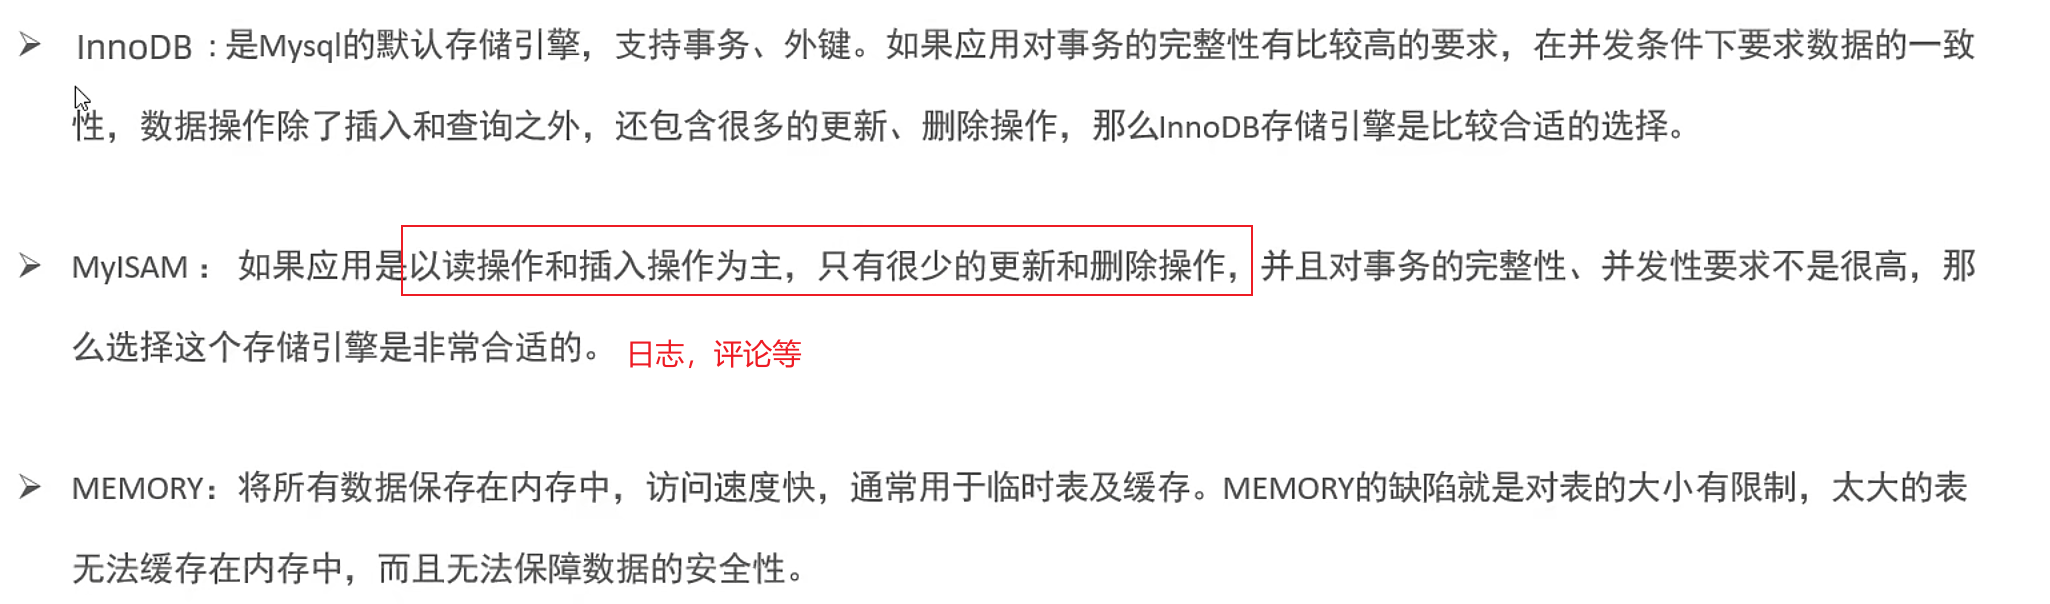 ➢ InnoDB : 是Mysql的默认存储引擎，支持事务、外键。如果应用对事务的完整性有比较高的要求，在并发条件下要求数据的一致
性，数据操作除了插入和查询之外，还包含很多的更新、删除操作，那么InnoDB存储引擎是比较合适的选择。
➢ MyISAM： 如果应用是以读操作和插入操作为主，只有很少的更新和删除操作，并且对事务的完整性、并发性要求不是很高，那
么选择这个存储引擎是非常合适的。 日志，评论等
➢ MEMORY：将所有数据保存在内存中，访问速度快，通常用于临时表及缓存。MEMORY的缺陷就是对表的大小有限制，太大的表
无法缓存在内存中，而且无法保障数据的安全性。